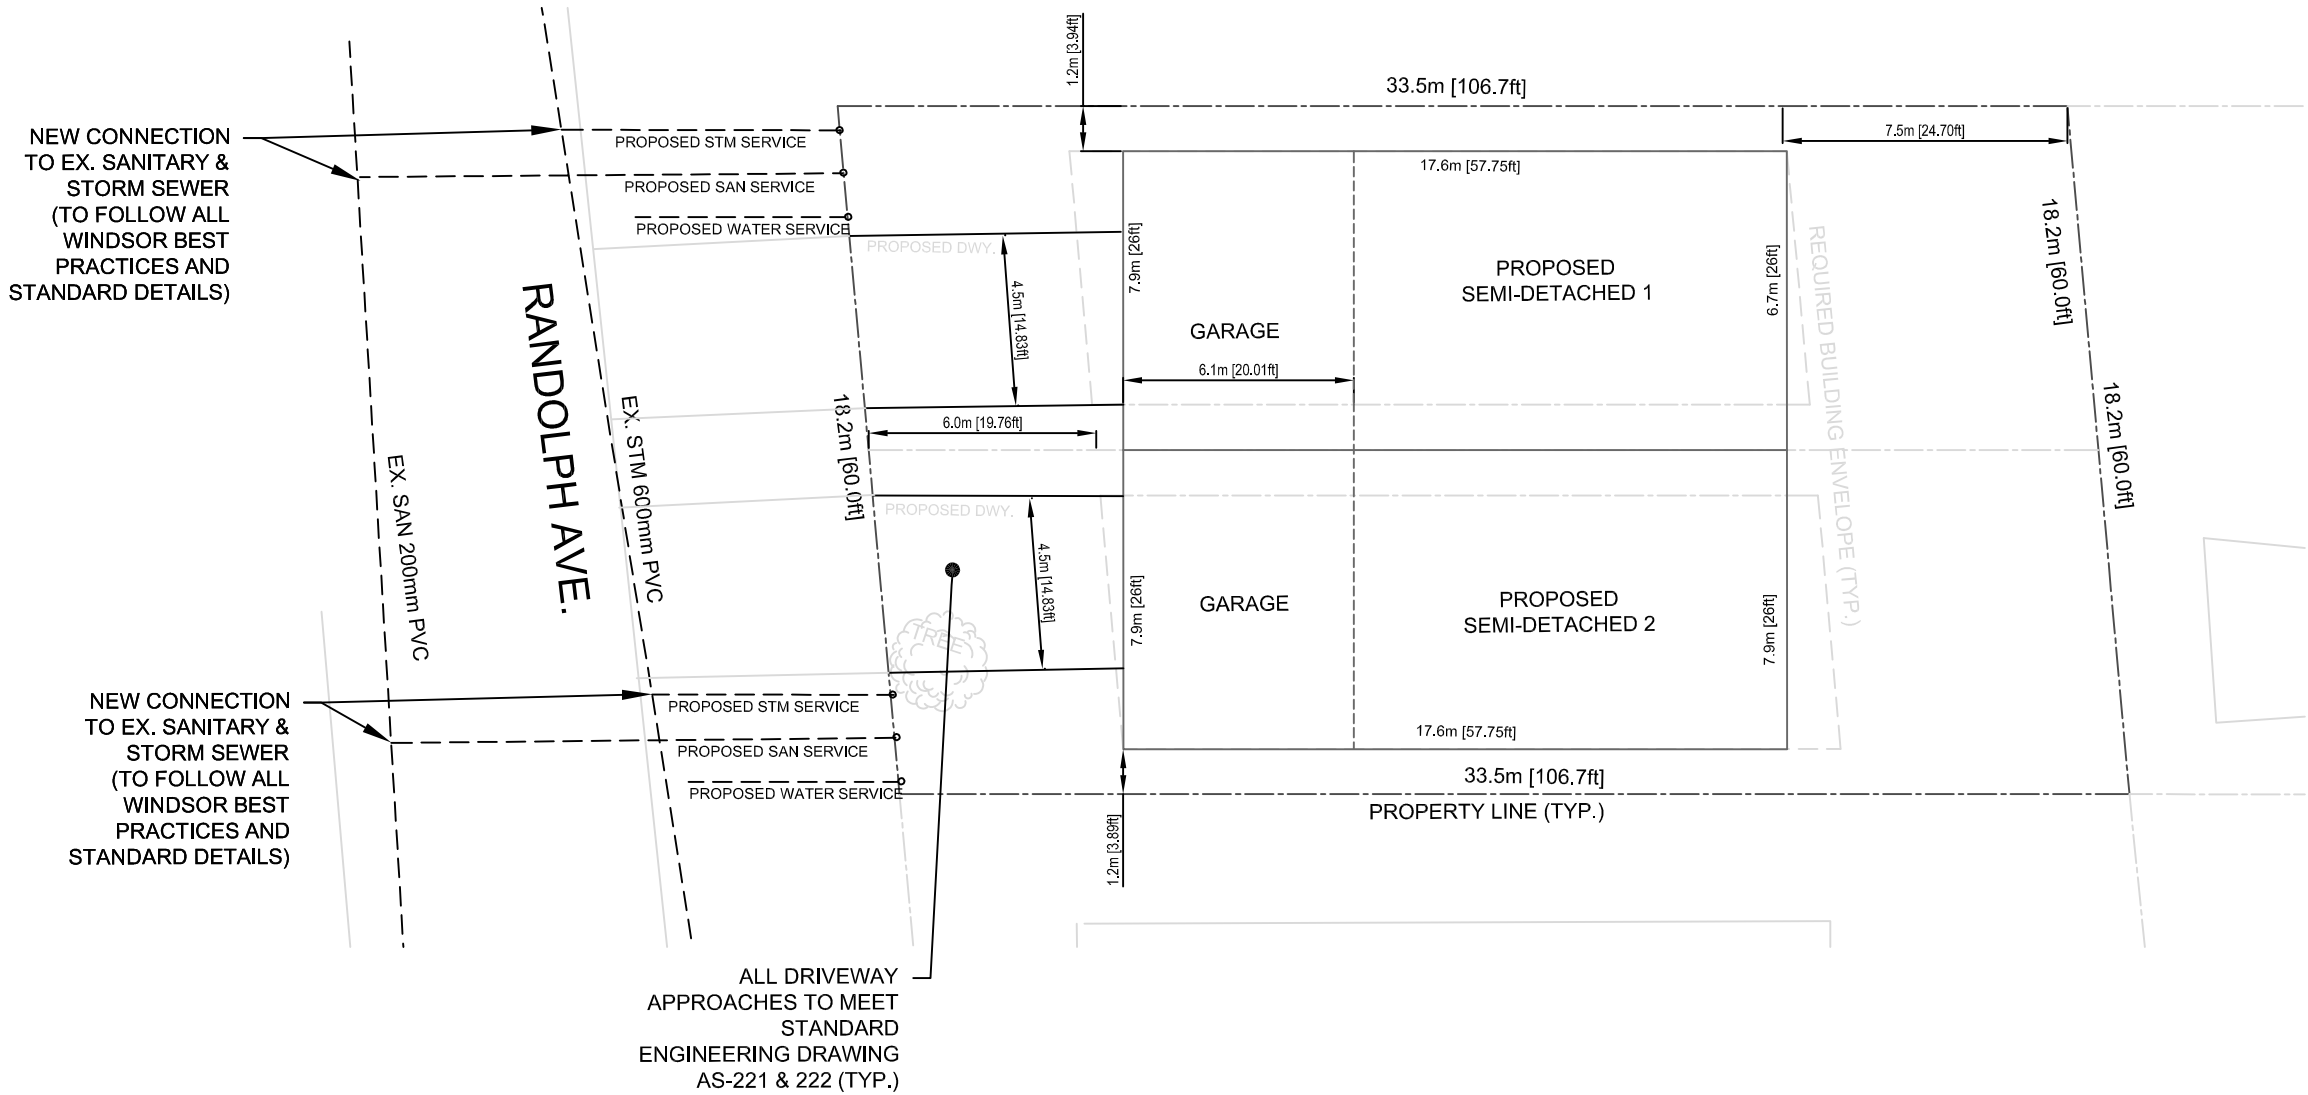 1.2m [3.94ft]
33.5m [106.7ft]
NEW CONNECTION
TO EX. SANITARY &
STORM SEWER
(TO FOLLOW ALL
WINDSOR BEST
PRACTICES AND
STANDARD DETAILS)
PROPOSED STM SERVICE
PROPOSED SAN SERVICE
PROPOSED WATER SERVICE
PROPOSED DWY.
7.5m [24.70ft]
17.6m [57.75ft]
7.9m [26ft]
4.5m [14.83ft]
GARAGE
6.1m [20.01ft]
PROPOSED
SEMI-DETACHED 1
6.7m [26ft]
REQUIRED BUILDING ENVELOPE (TYP.)
18.2m [60.0ft]
18.2m [60.0ft]
RANDOLPH AVE.
EX. SAN 200mm PVC
EX. STM 600mm PVC
18.2m [60.0ft]
6.0m [19.76ft]
PROPOSED DWY.
4.5m [14.83ft]
TREE
7.9m [26ft]
GARAGE
PROPOSED
SEMI-DETACHED 2
7.9m [26ft]
17.6m [57.75ft]
33.5m [106.7ft]
PROPERTY LINE (TYP.)
1.2m [3.89ft]
NEW CONNECTION
TO EX. SANITARY &
STORM SEWER
(TO FOLLOW ALL
WINDSOR BEST
PRACTICES AND
STANDARD DETAILS)
PROPOSED STM SERVICE
PROPOSED SAN SERVICE
PROPOSED WATER SERVICE
ALL DRIVEWAY
APPROACHES TO MEET
STANDARD
ENGINEERING DRAWING
AS-221 & 222 (TYP.)